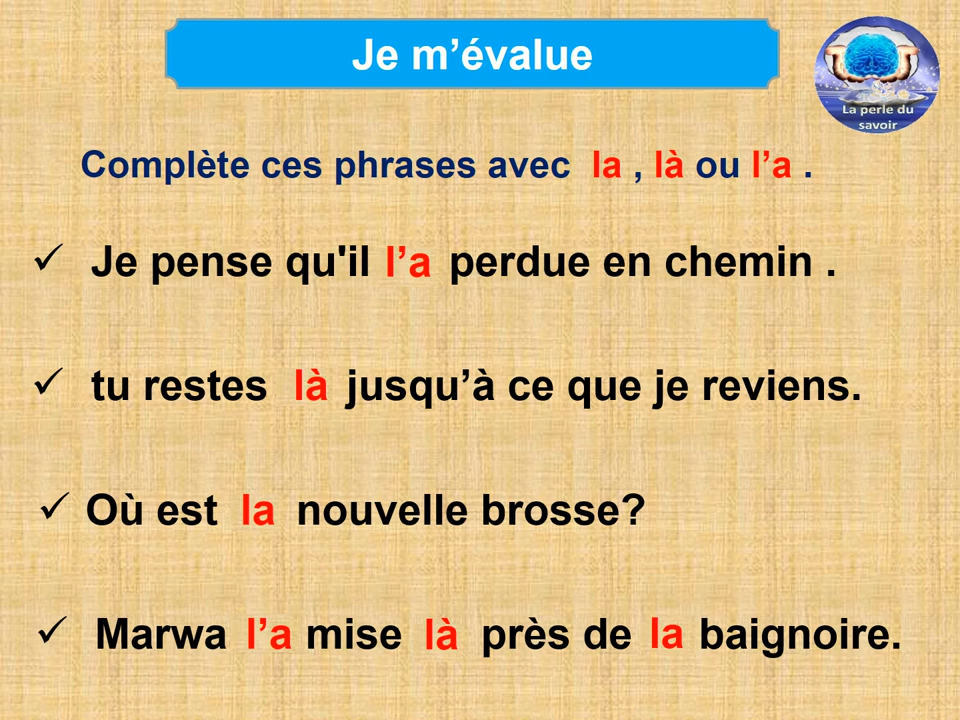 Je m’évalue
La perle du
savoir
Complète ces phrases avec la , là ou l’a .
✓ Je pense qu'il l’a perdue en chemin .
✓ tu restes là jusqu’à ce que je reviens.
✓ Où est la nouvelle brosse?
✓ Marwa l’a mise là près de la baignoire.